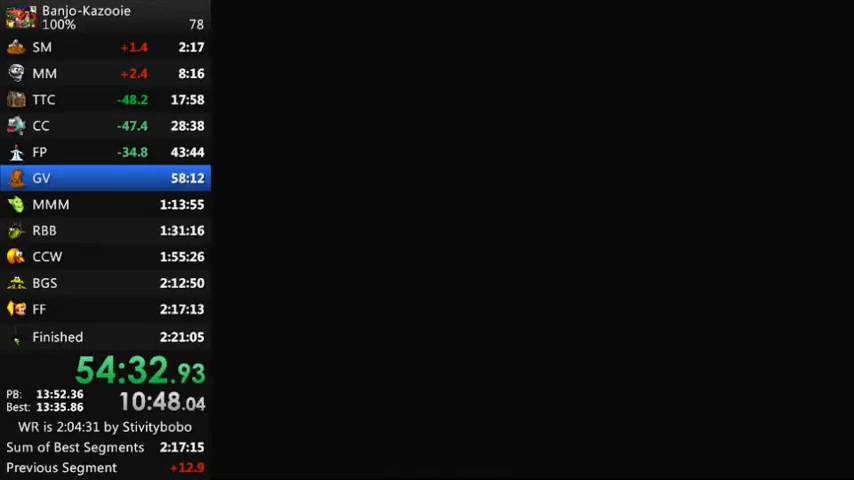 Banjo-Kazooie
100% 78
SM +1.4 2:17
MM +2.4 8:16
TTC -48.2 17:58
CC -47.4 28:38
FP -34.8 43:44
GV 58:12
MMM 1:13:55
RBB 1:31:16
CCW 1:55:26
BGS 2:12:50
FF 2:17:13
Finished 2:21:05
54:32.93
PB: 13:52.36
Best: 13:35.86
10:48.04
WR is 2:04:31 by Stivitybobo
Sum of Best Segments 2:17:15
Previous Segment +12.9